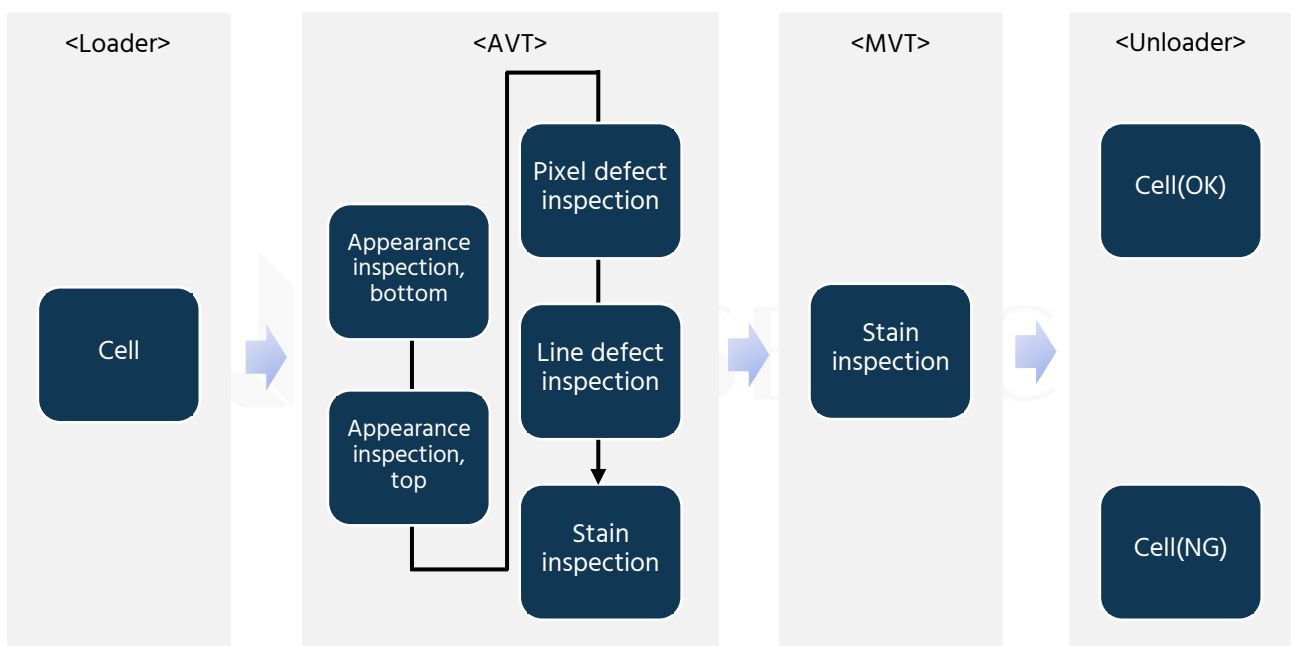 <Loader>
Cell
<AVT>
Appearance
inspection,
bottom
Appearance
inspection,
top
Pixel defect
inspection
Line defect
inspection
Stain
inspection
<MVT>
Stain
inspection
<Unloader>
Cell(OK)
Cell(NG)